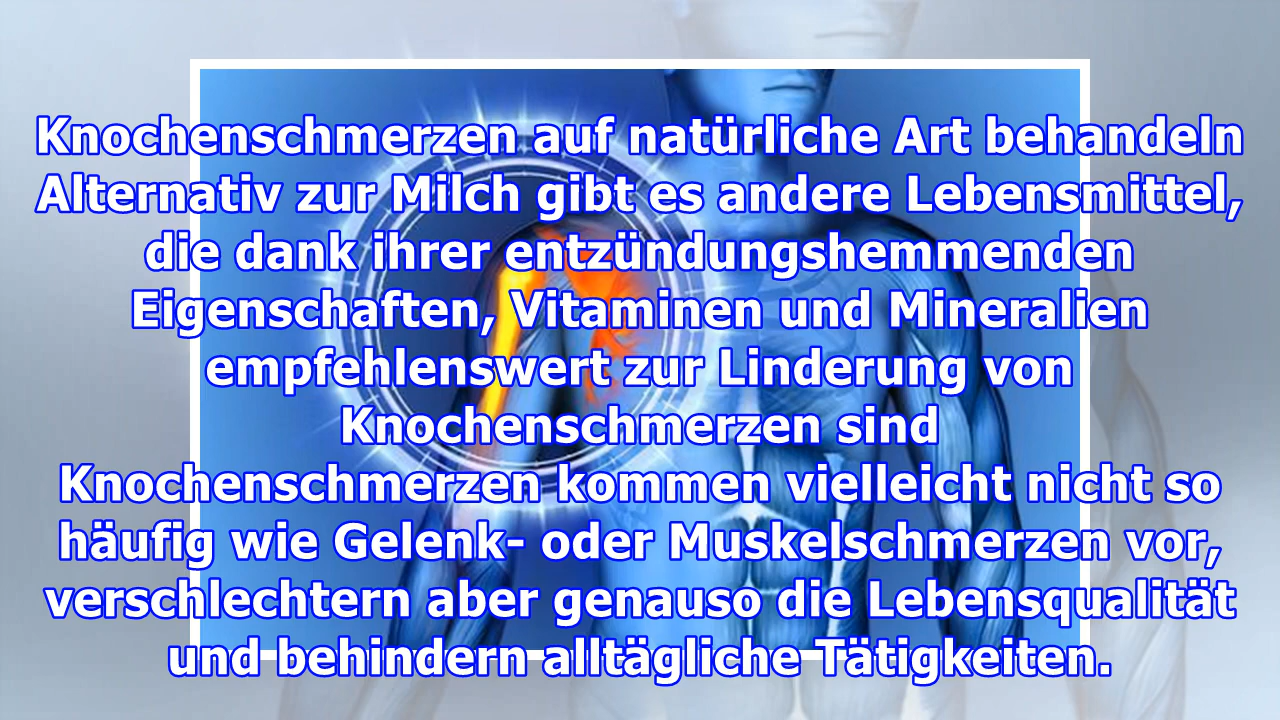 Knochenschmerzen auf natürliche Art behandeln
Alternativ zur Milch gibt es andere Lebensmittel,
die dank ihrer entzündungshemmenden
Eigenschaften, Vitaminen und Mineralien
empfehlenswert zur Linderung von
Knochenschmerzen sind
Knochenschmerzen kommen vielleicht nicht so
häufig wie Gelenk- oder Muskelschmerzen vor,
verschlechtern aber genauso die Lebensqualität
und behindern alltägliche Tätigkeiten.